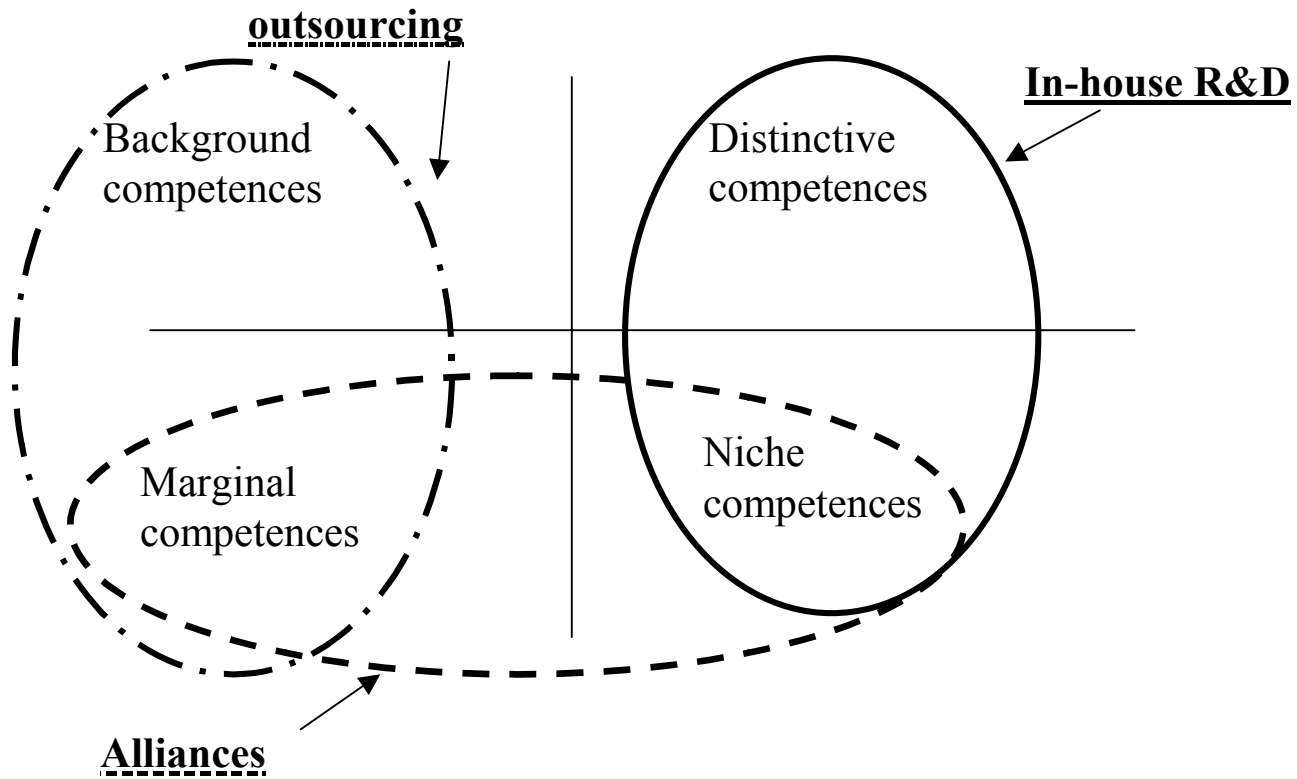 outsourcing
In-house R&D
Background
competences
Distinctive
competences
Marginal
competences
Niche
competences
Alliances